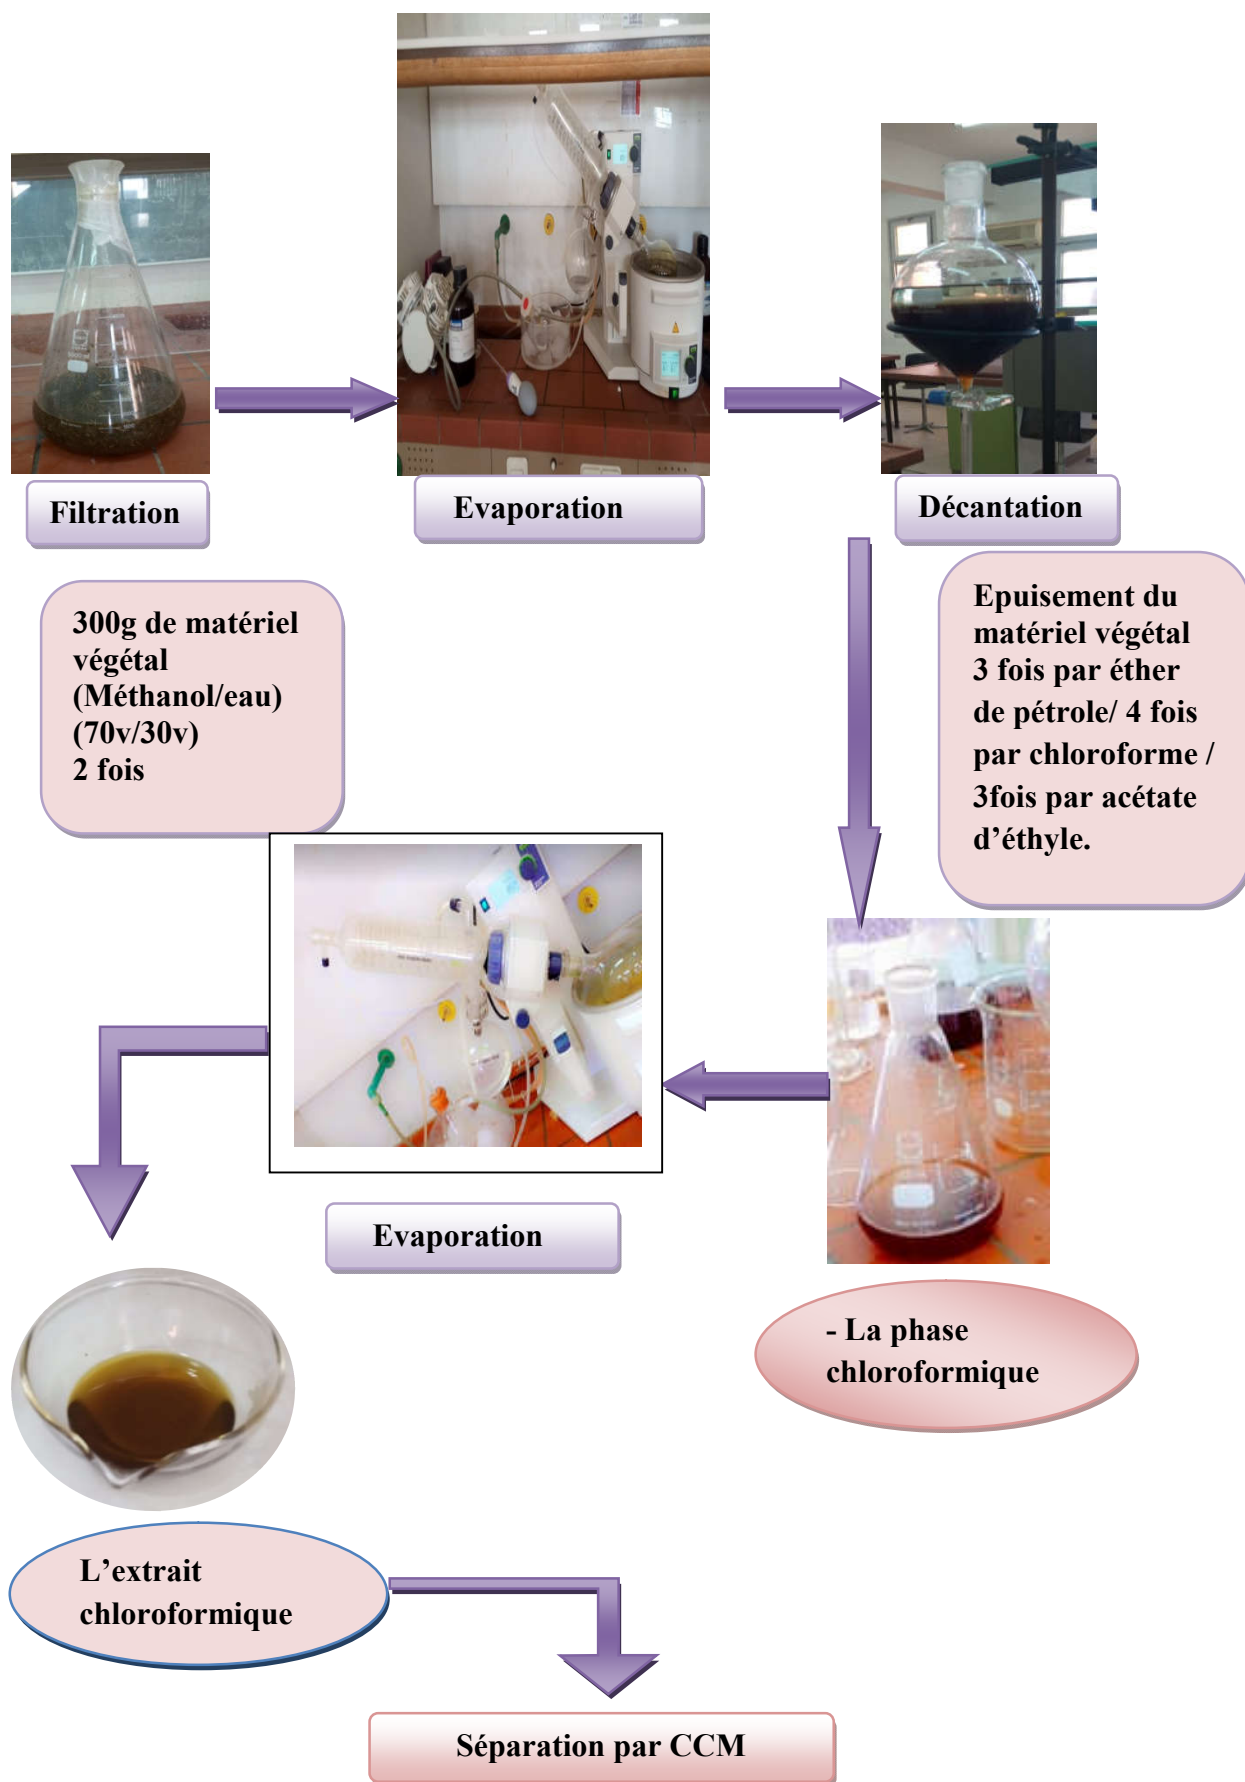 Filtration
Evaporation
Décantation
300g de matériel
végétal
(Méthanol/eau)
(70v/30v)
2 fois
Epuisement du
matériel végétal
3 fois par éther
de pétrole/ 4 fois
par chloroforme /
3fois par acétate
d’éthyle.
Evaporation
- La phase
chloroformique
L’extrait
chloroformique
Séparation par CCM